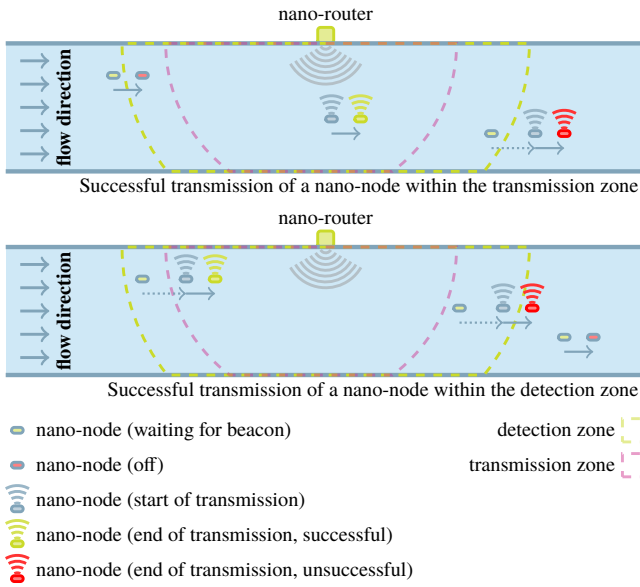 nano-router
flow direction
Successful transmission of a nano-node within the transmission zone
nano-router
flow direction
Successful transmission of a nano-node within the detection zone
nano-node (waiting for beacon)
nano-node (off)
nano-node (start of transmission)
nano-node (end of transmission, successful)
nano-node (end of transmission, unsuccessful)
detection zone
transmission zone